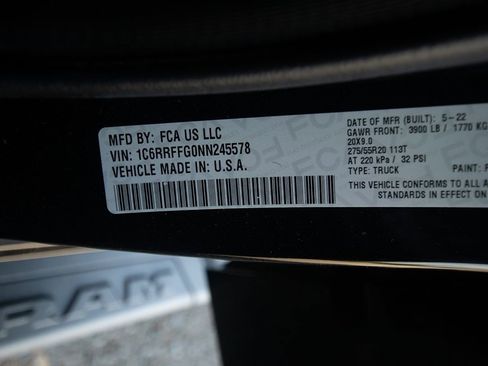 MFD BY: FCA US LLC
VIN: 1C6RRFFG0NN245578
VEHICLE MADE IN U.S.A.
DATE OF MFR (BUILT): 5-22
GAWR FRONT: 3900 LB / 1770 KG
20X9.0
275/55R20 113T
AT 220 kPa / 32 PSI
TYPE: TRUCK
PAINT:
THIS VEHICLE CONFORMS TO ALL
STANDARDS IN EFFECT ON
RAM